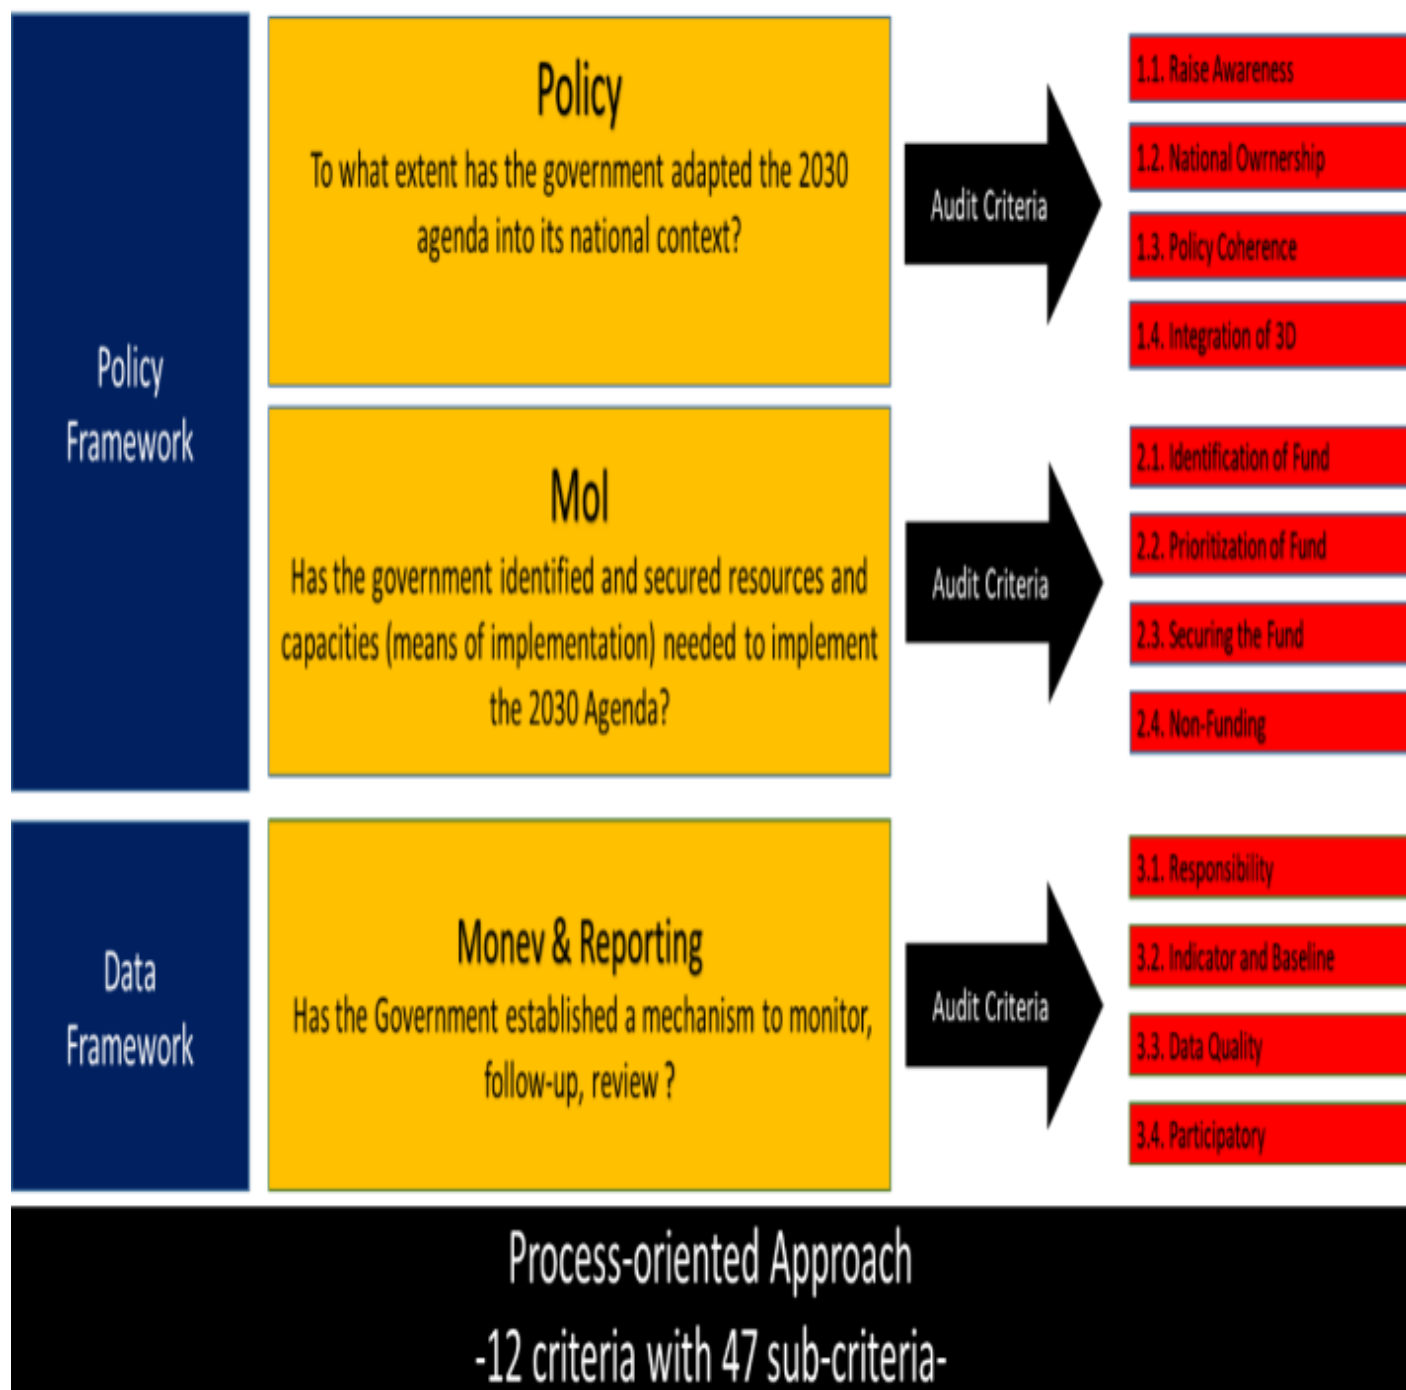 Policy
Framework
Policy
To what extent has the government adapted the 2030
agenda into its national context?
Audit Criteria
1.1. Raise Awareness
1.2. National Owrnership
1.3. Policy Coherence
1.4. Integration of 3D
MoI
Has the government identified and secured resources and
capacities (means of implementation) needed to implement
the 2030 Agenda?
Audit Criteria
2.1. Identification of Fund
2.2. Prioritization of Fund
2.3. Securing the Fund
2.4. Non-Funding
Data
Framework
Monev & Reporting
Has the Government established a mechanism to monitor,
follow-up, review ?
Audit Criteria
3.1. Responsibility
3.2. Indicator and Baseline
3.3. Data Quality
3.4. Participatory
Process-oriented Approach
-12 criteria with 47 sub-criteria-